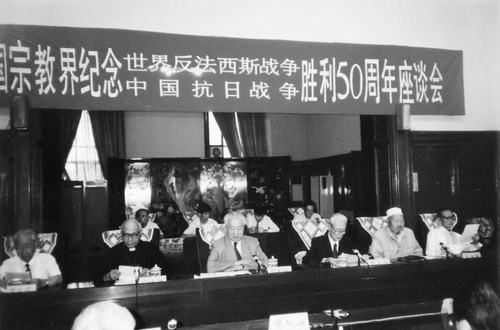 国宗教界纪念
世界反法西斯战争
中国抗日战争
胜利50周年座谈会